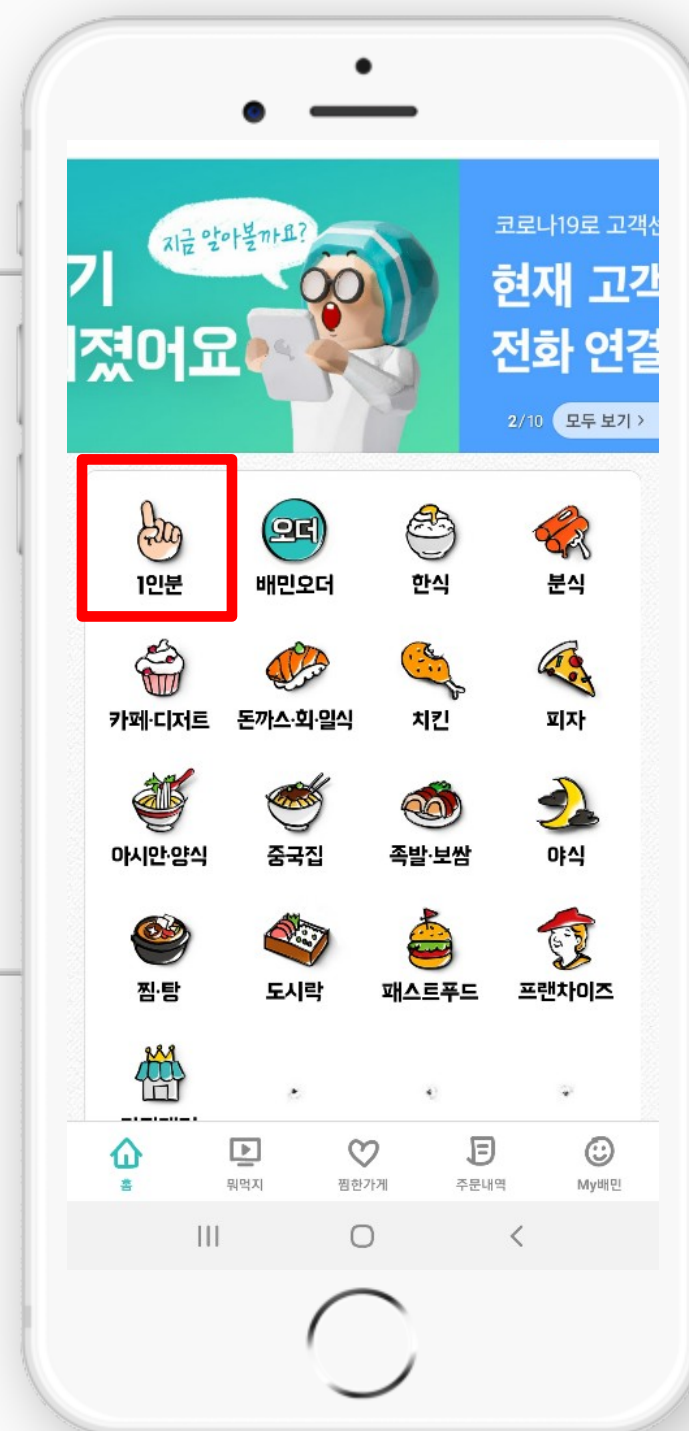 지금 알아볼까요?
기
졌어요
코로나19로 고객센
현재 고객
전화 연결
2/10 모두 보기 >
1인분
오더
배민오더
한식
분식
카페·디저트
돈까스·회·일식
치킨
피자
아시안·양식
중국집
족발·보쌈
야식
찜·탕
도시락
패스트푸드
프랜차이즈
홈
뭐먹지
찜한가게
주문내역
My배민